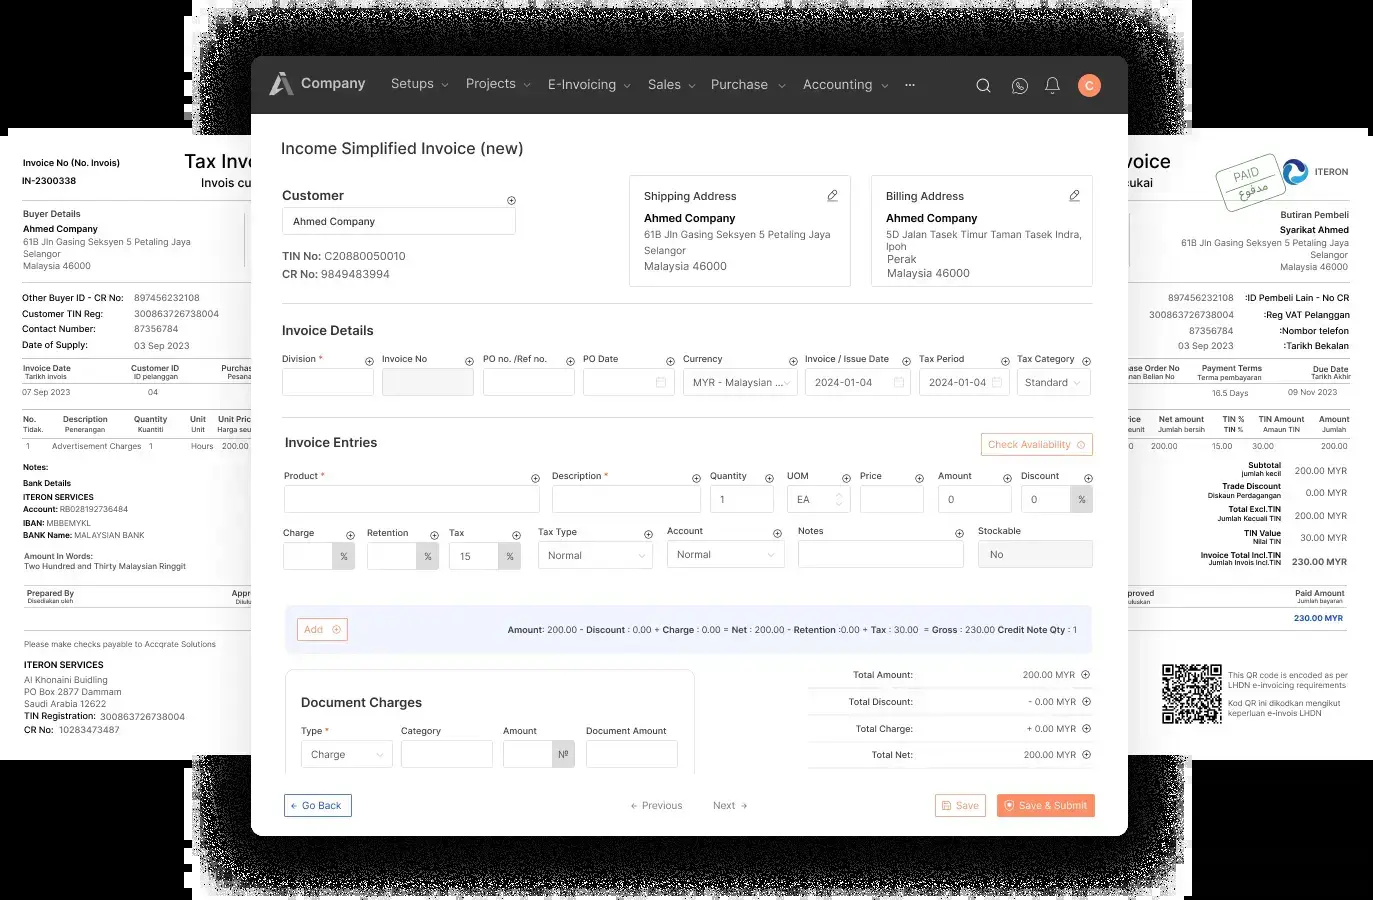 Company
Setups
Projects
E-Invoicing
Sales
Purchase
Accounting
...
C
Income Simplified Invoice (new)
Customer
Ahmed Company
TIN No: C20880050010
CR No: 9849483994
Shipping Address
Ahmed Company
61B Jln Gasing Seksyen 5 Petaling Jaya
Selangor
Malaysia 46000
Billing Address
Ahmed Company
5D Jalan Tasek Timur Taman Tasek Indra,
Ipoh
Perak
Malaysia 46000
Invoice Details
Division *
Invoice No
PO no. /Ref no.
PO Date
Currency
Invoice / Issue Date
Tax Period
Tax Category
MYR - Malaysian ...
2024-01-04
2024-01-04
Standard
Invoice Entries
Check Availability
Product *
Description *
Quantity
UOM
Price
Amount
Discount
1
EA
0
0
%
Charge
Retention
Tax
Tax Type
Account
Notes
Stockable
%
%
15
%
Normal
Normal
No
Add
Amount: 200.00 - Discount : 0.00 + Charge : 0.00 = Net : 200.00 - Retention :0.00 + Tax : 30.00 = Gross : 230.00 Credit Note Qty : 1
Document Charges
Type *
Category
Amount
Document Amount
Charge
Nº
Total Amount: 200.00 MYR
Total Discount: - 0.00 MYR
Total Charge: + 0.00 MYR
Total Net: 200.00 MYR
← Go Back
← Previous
Next →
Save
Save & Submit
Invoice No (No. Invois)
IN-2300338
Tax Invo
Invois cu
Buyer Details
Ahmed Company
61B Jln Gasing Seksyen 5 Petaling Jaya
Selangor
Malaysia 46000
Other Buyer ID - CR No: 897456232108
Customer TIN Reg: 300863726738004
Contact Number: 87356784
Date of Supply: 03 Sep 2023
Invoice Date
Customer ID
Purchas
Tarikh invois
ID pelanggan
Pesana
07 Sep 2023
04
No.
Description
Quantity
Unit
Unit Pric
Tidak.
Penerangan
Kuantiti
Unit
Harga seu
1
Advertisement Charges
1
Hours
200.00
Notes:
Bank Details
ITERON SERVICES
Account: RB028192736484
IBAN: MBBEMYKL
BANK Name: MALAYSIAN BANK
Amount In Words:
Two Hundred and Thirty Malaysian Ringgit
Prepared By
Appr
Disediakan oleh
Dilulu
Please make checks payable to Accqrate Solutions
ITERON SERVICES
Al Khonaini Buidling
PO Box 2877 Dammam
Saudi Arabia 12622
TIN Registration: 300863726738004
CR No: 10283473487
voice
cukai
PAID
مدفوع
ITERON
Butiran Pembeli
Syarikat Ahmed
61B Jln Gasing Seksyen 5 Petaling Jaya
Selangor
Malaysia 46000
897456232108 :ID Pembeli Lain - No CR
300863726738004 :Reg VAT Pelanggan
87356784 :Nombor telefon
03 Sep 2023 :Tarikh Bekalan
ase Order No
Payment Terms
Due Date
nan Belian No
Terma pembayaran
Tarikh Akhir
16.5 Days
09 Nov 2023
rice
Net amount
TIN %
TIN Amount
Amount
eunit
Jumlah bersih
TIN %
Amaun TIN
Jumlah
0
200.00
15.00
30.00
200.00
Subtotal
jumlah kecil
200.00 MYR
Trade Discount
Diskaun Perdagangan
0.00 MYR
Total Excl.TIN
Jumlah Kecuali TIN
200.00 MYR
TIN Value
Nilai TIN
30.00 MYR
Invoice Total Incl.TIN
Jumlah Invois Incl.TIN
230.00 MYR
proved
Paid Amount
uluskan
Jumlah bayaran
230.00 MYR
This QR code is encoded as per
LHDN e-invoicing requirements
Kod QR ini dikodkan mengikut
keperluan e-invois LHDN